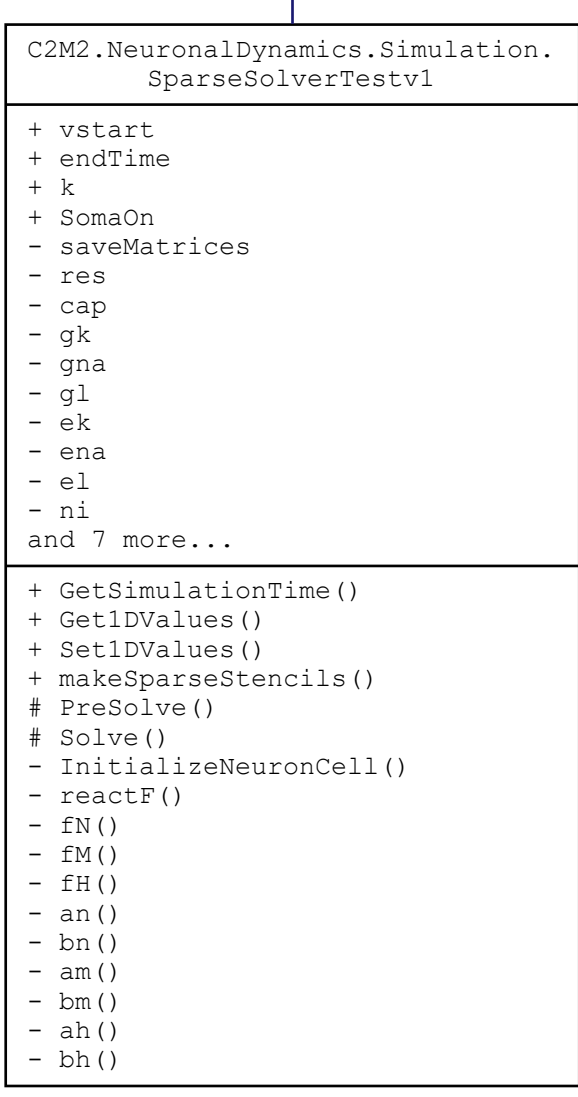 C2M2.NeuronalDynamics.Simulation.
SparseSolverTestv1
+ vstart
+ endTime
+ k
+ SomaOn
- saveMatrices
- res
- cap
- gk
- gna
- gl
- ek
- ena
- el
- ni
and 7 more...
+ GetSimulationTime()
+ Get1DValues()
+ Set1DValues()
+ makeSparseStencils()
# PreSolve()
# Solve()
- InitializeNeuronCell()
- reactF()
- fN()
- fM()
- fH()
- an()
- bn()
- am()
- bm()
- ah()
- bh()